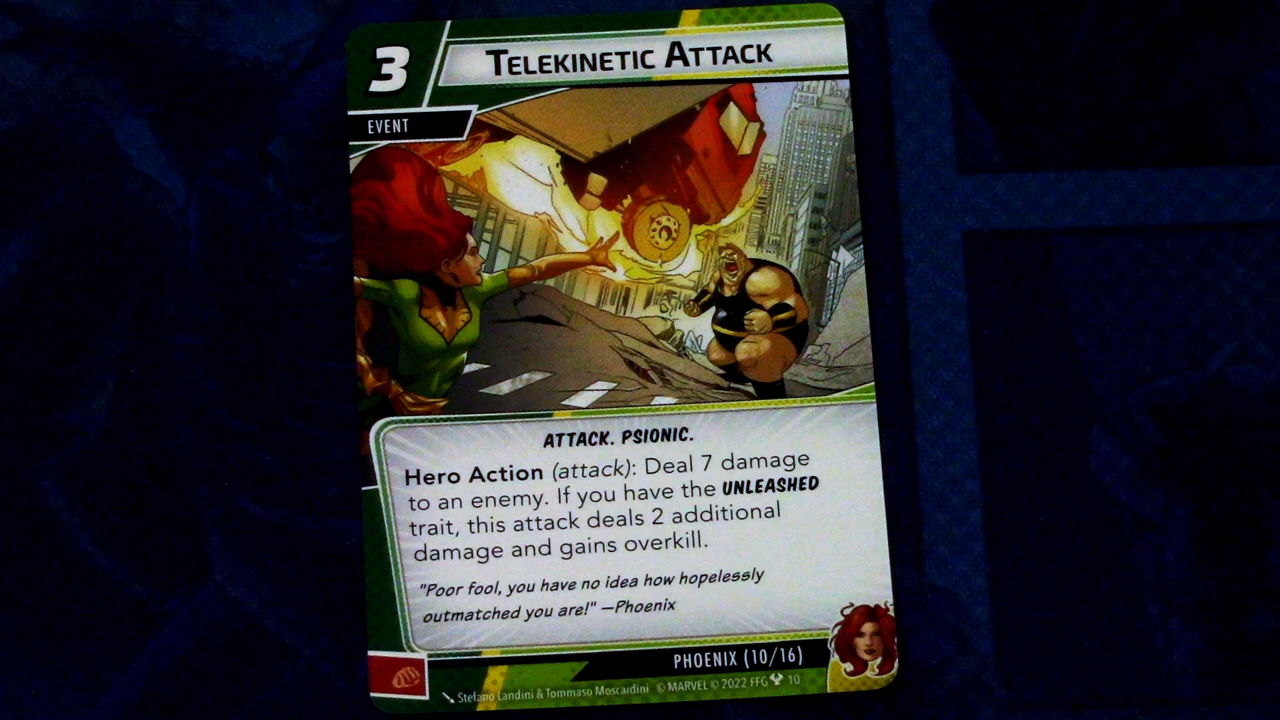 3
TELEKINETIC ATTACK
EVENT
ATTACK. PSIONIC.
Hero Action (attack): Deal 7 damage
to an enemy. If you have the UNLEASHED
trait, this attack deals 2 additional
damage and gains overkill.
"Poor fool, you have no idea how hopelessly
outmatched you are!" —Phoenix
PHOENIX (10/16)
Stefano Landini & Tommaso Moscardini © MARVEL © 2022 FFG 10